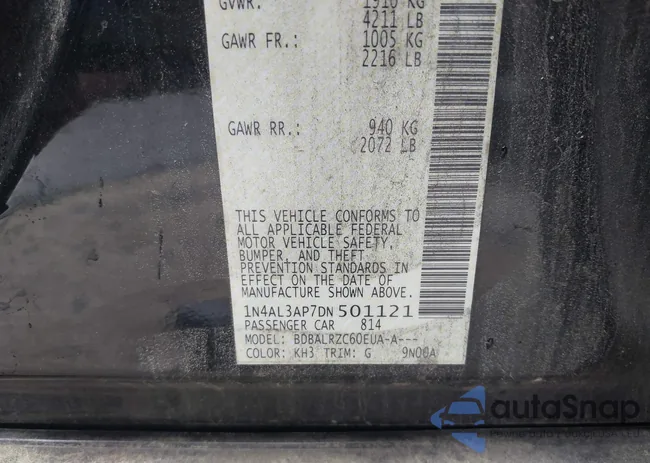 GVWR: 1910 KG
4211 LB
GAWR FR.: 1005 KG
2216 LB
GAWR RR.: 940 KG
2072 LB
THIS VEHICLE CONFORMS TO
ALL APPLICABLE FEDERAL
MOTOR VEHICLE SAFETY,
BUMPER, AND THEFT
PREVENTION STANDARDS IN
EFFECT ON THE DATE OF
MANUFACTURE SHOWN ABOVE.
1N4AL3AP7DN501121
PASSENGER CAR 814
MODEL: BDBALRZC60EUA-A---
COLOR: KH3 TRIM: G 9N00A
autoSnap